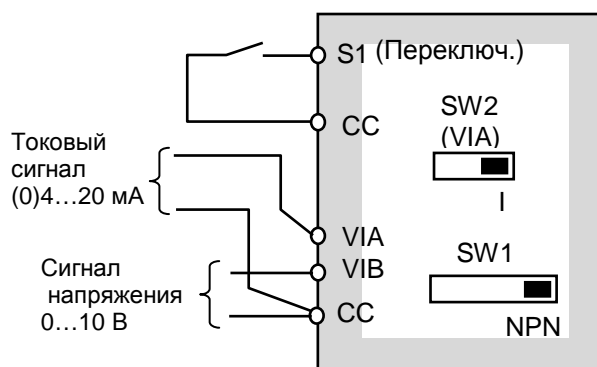 S1 (Переключ.)
CC
SW2
(VIA)
I
Токовый
сигнал
(0)4…20 мА
VIA
VIB
CC
SW1
NPN
Сигнал
напряжения
0…10 В